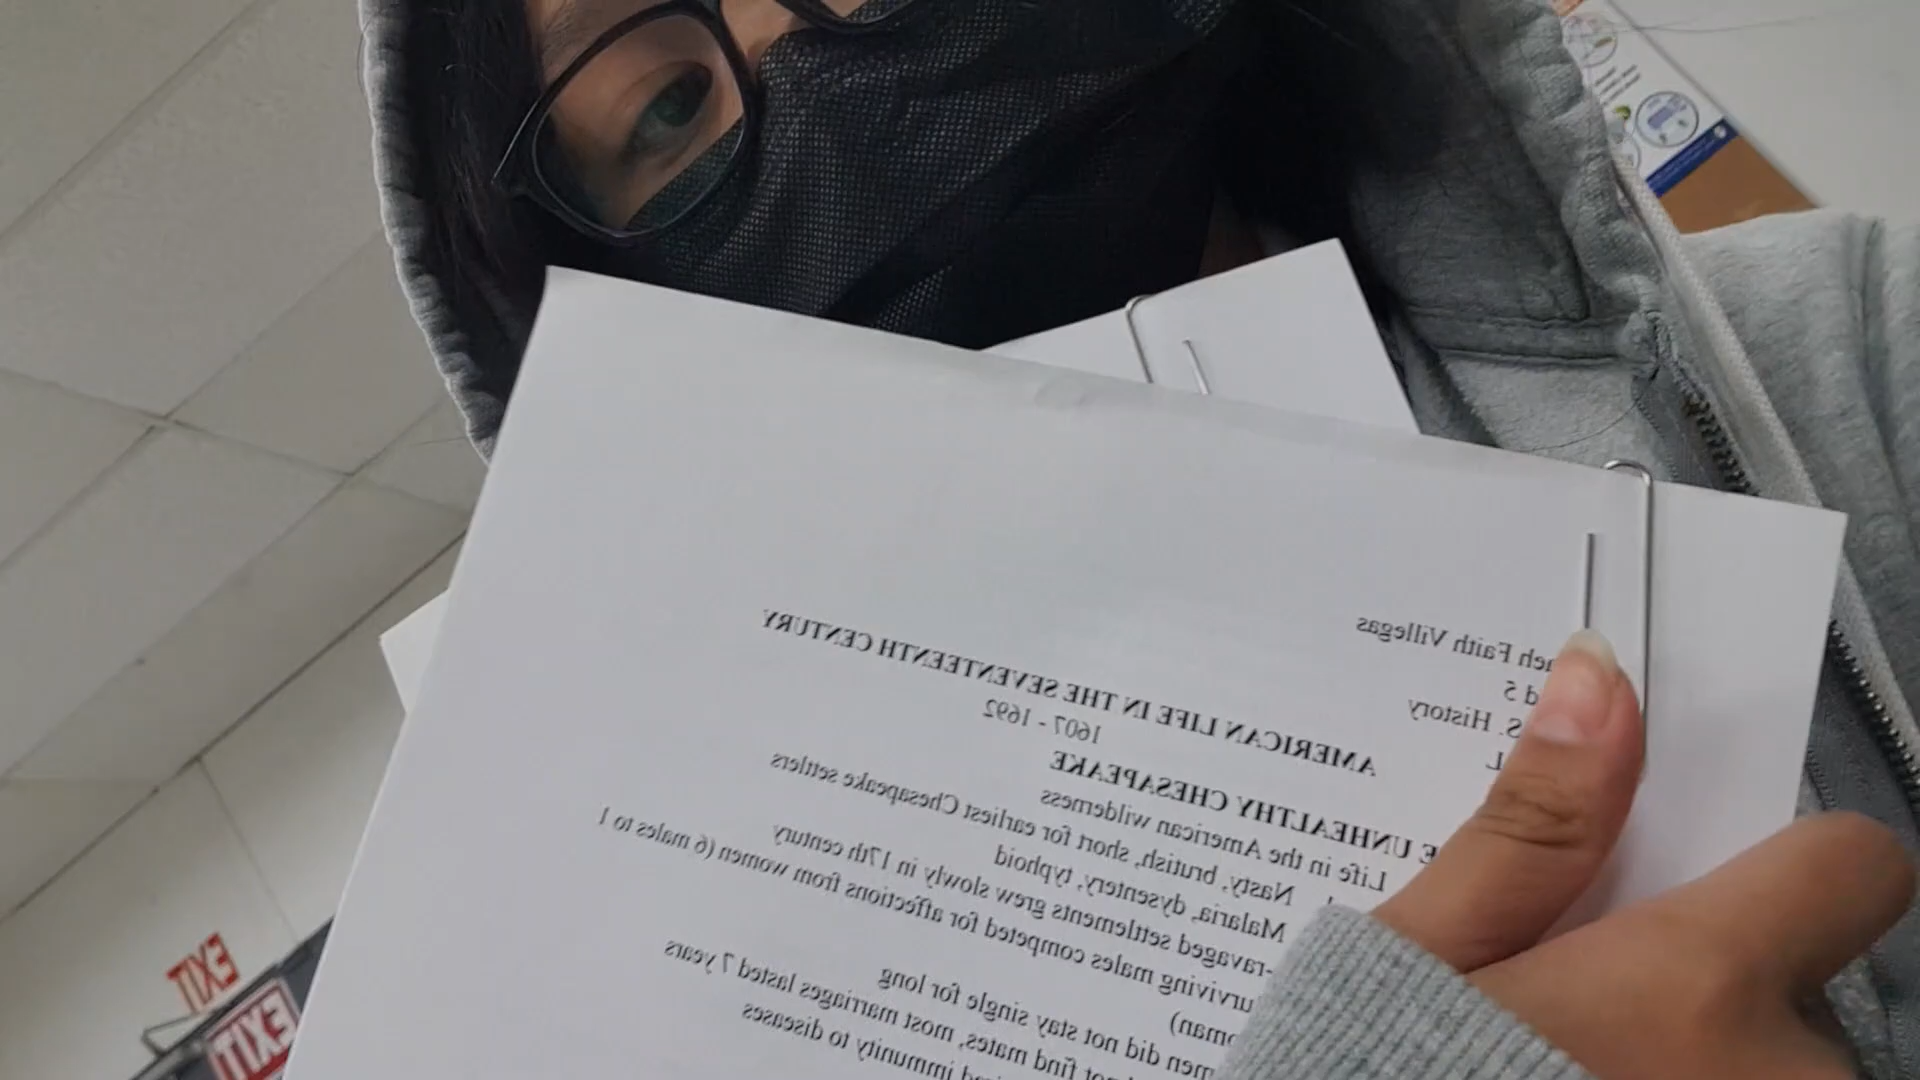 eh Faith Villegas
d 5
S. History
AMERICAN LIFE IN THE SEVENTEENTH CENTURY
1607 - 1692
E UNHEALTHY CHESAPEAKE
Life in the American wilderness
Nasty, brutish, short for earliest Chesapeake settlers
Malaria, dysentery, typhoid
-ravaged settlements grew slowly in 17th century
urviving males competed for affections from women (6 males to 1
oman)
men did not stay single for long
not find mates, most marriages lasted 7 years
immunity to diseases
EXIT
EXIT